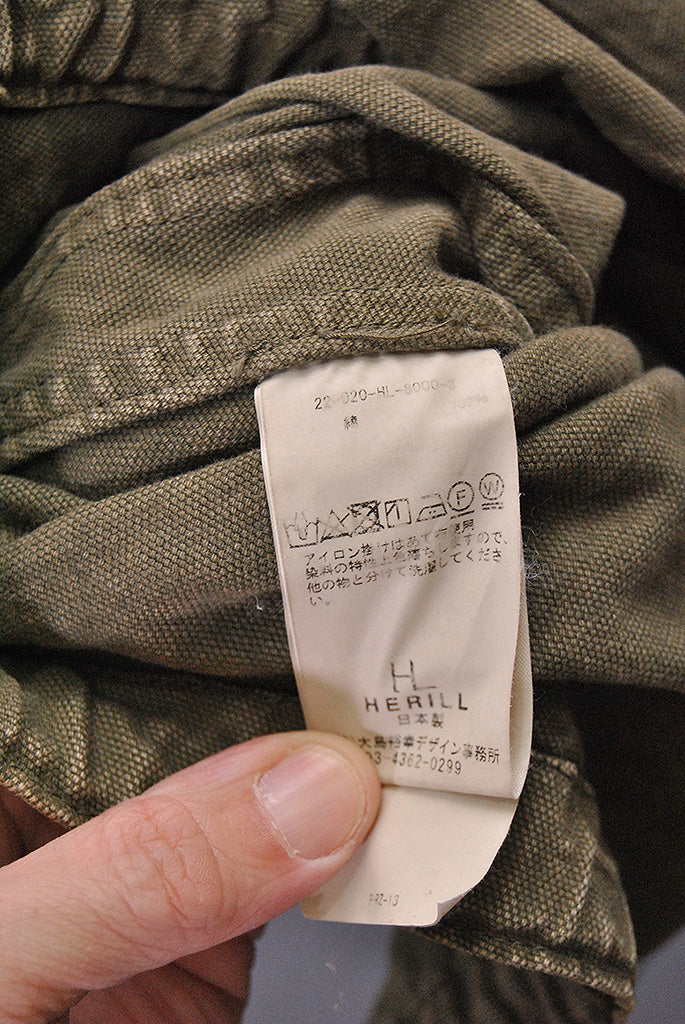 22-020-HL-8000-3
綿 100%
アイロン掛けはあて布使用
染料の特性上色落ちしますので、
他の物と分けて洗濯してくださ
い。
HL
HERILL
日本製
大島裕幸デザイン事務所
03-4362-0299